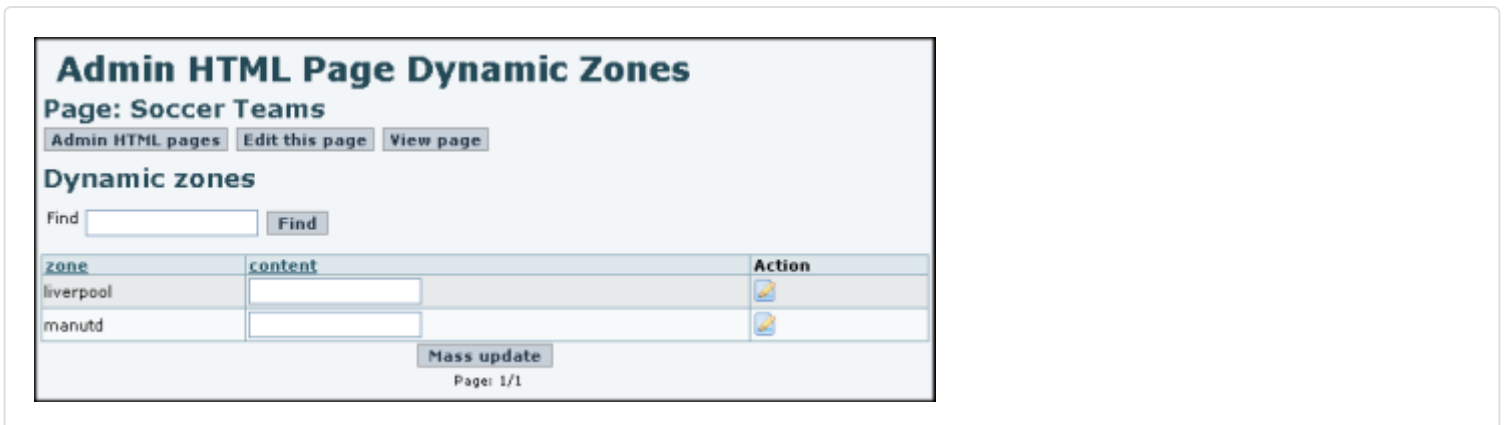 Admin HTML Page Dynamic Zones
Page: Soccer Teams
Admin HTML pages Edit this page View page
Dynamic zones
Find Find
zone content Action
liverpool
manutd
Mass update
Page: 1/1